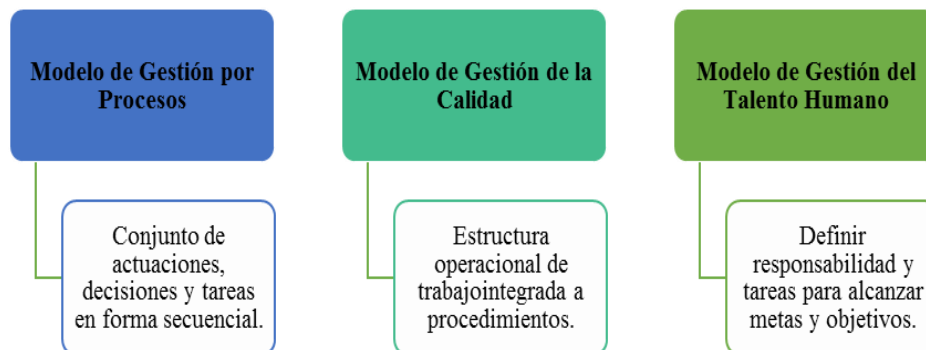 Modelo de Gestión por
Procesos
Conjunto de
actuaciones,
decisiones y tareas
en forma secuencial.
Modelo de Gestión de la
Calidad
Estructura
operacional de
trabajointegrada a
procedimientos.
Modelo de Gestión del
Talento Humano
Definir
responsabilidad y
tareas para alcanzar
metas y objetivos.